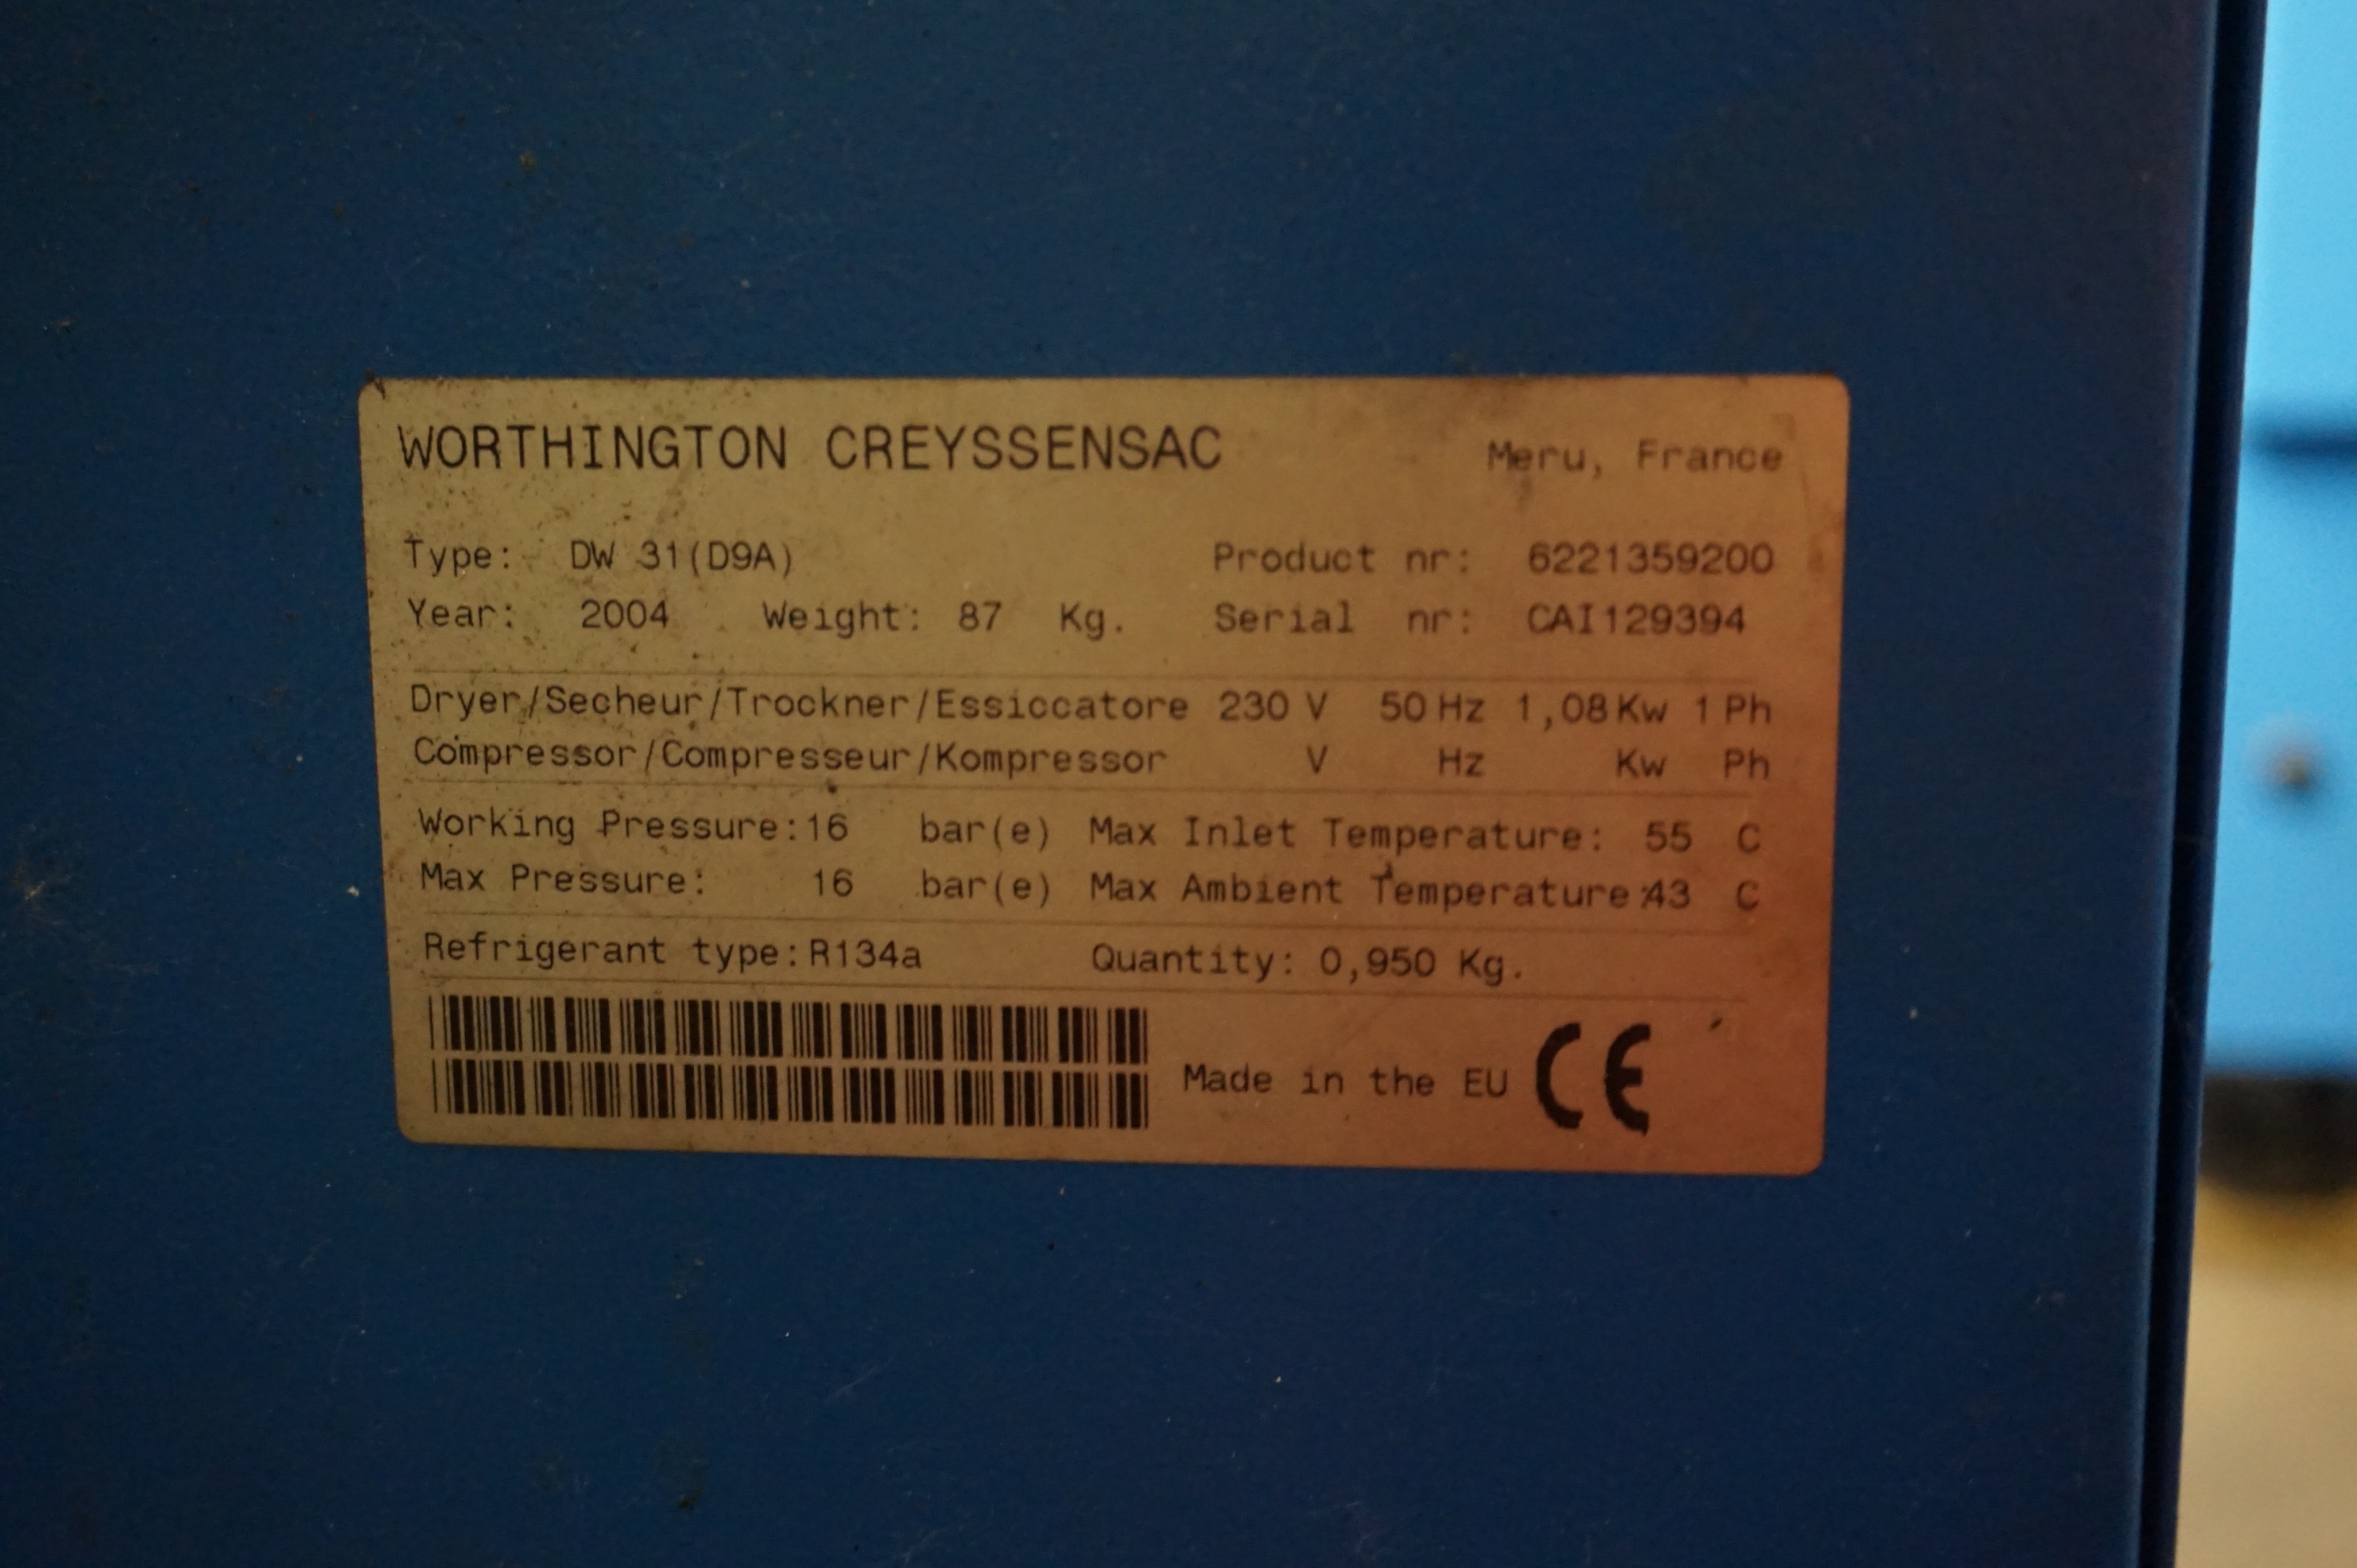 WORTHINGTON CREYSSENSAC Meru, France
Type: DW 31(D9A) Product nr: 6221359200
Year: 2004 Weight: 87 Kg. Serial nr: CAI129394
Dryer/Secheur/Trockner/Essiccatore 230 V 50 Hz 1,08 Kw 1 Ph
Compressor/Compresseur/Kompressor V Hz Kw Ph
Working Pressure:16 bar(e) Max Inlet Temperature: 55 C
Max Pressure: 16 bar(e) Max Ambient Temperature:43 C
Refrigerant type:R134a Quantity: 0,950 Kg.
Made in the EU CE